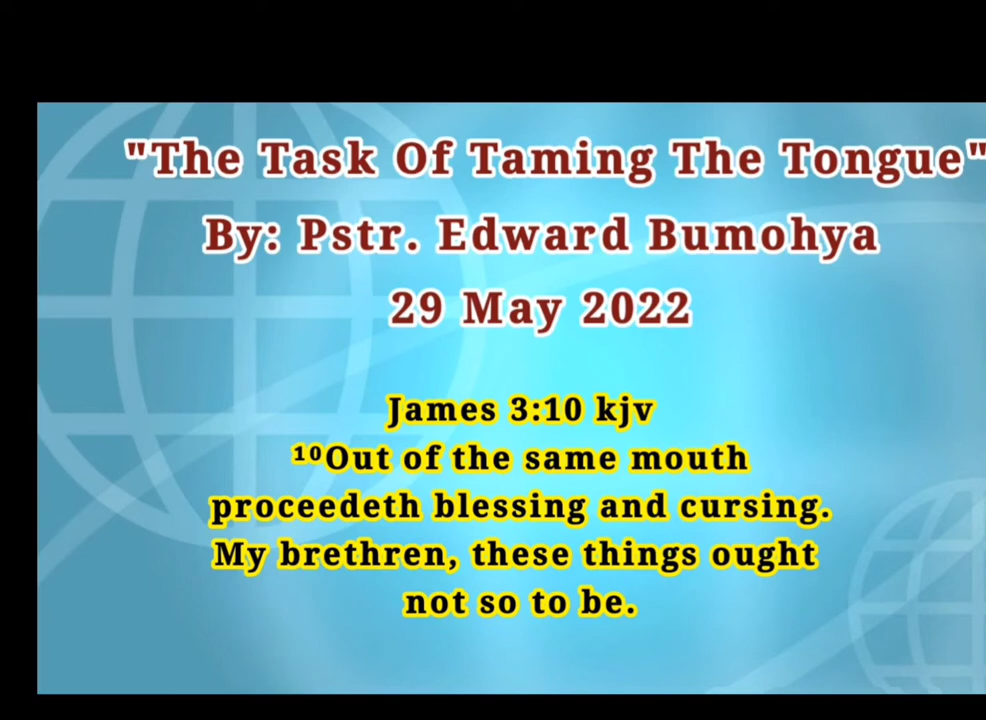 "The Task Of Taming The Tongue"
By: Pstr. Edward Bumohya
29 May 2022
James 3:10 kjv
¹⁰Out of the same mouth
proceedeth blessing and cursing.
My brethren, these things ought
not so to be.